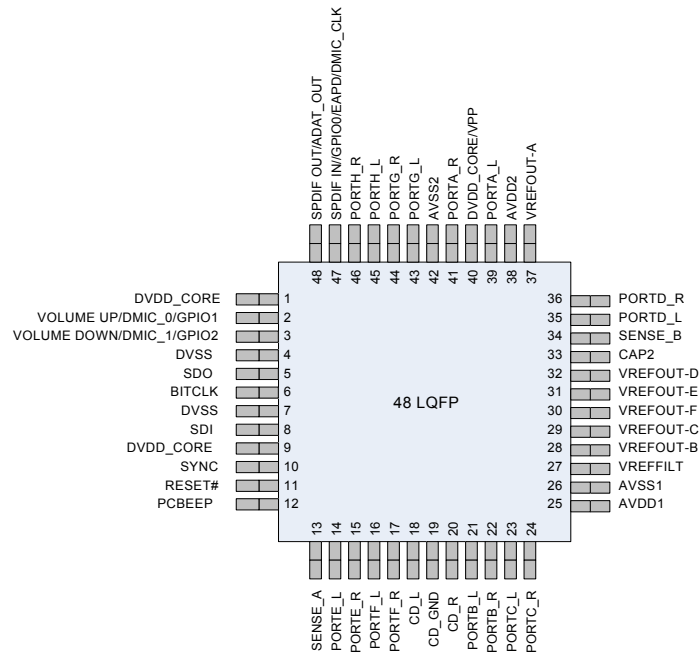 SPDIF OUT/ADAT_OUT
SPDIF IN//GPIO0/EAPD/DMIC_CLK
PORTH_R
PORTH_L
PORTG_R
PORTG_L
AVSS2
PORTA_R
DVDD_CORE/VPP
PORTA_L
AVDD2
VREFOUT-A
48
47
46
45
44
43
42
41
40
39
38
37
DVDD_CORE 1
VOLUME UP/DMIC_0/GPIO1 2
VOLUME DOWN/DMIC_1/GPIO2 3
DVSS 4
SDO 5
BITCLK 6
DVSS 7
SDI 8
DVDD_CORE 9
SYNC 10
RESET# 11
PCBEEP 12
48 LQFP
36 PORTD_R
35 PORTD_L
34 SENSE_B
33 CAP2
32 VREFOUT-D
31 VREFOUT-E
30 VREFOUT-F
29 VREFOUT-C
28 VREFOUT-B
27 VREFFILT
26 AVSS1
25 AVDD1
13
14
15
16
17
18
19
20
21
22
23
24
SENSE_A
PORTE_L
PORTE_R
PORTF_L
PORTF_R
CD_L
CD_GND
CD_R
PORTB_L
PORTB_R
PORTC_L
PORTC_R